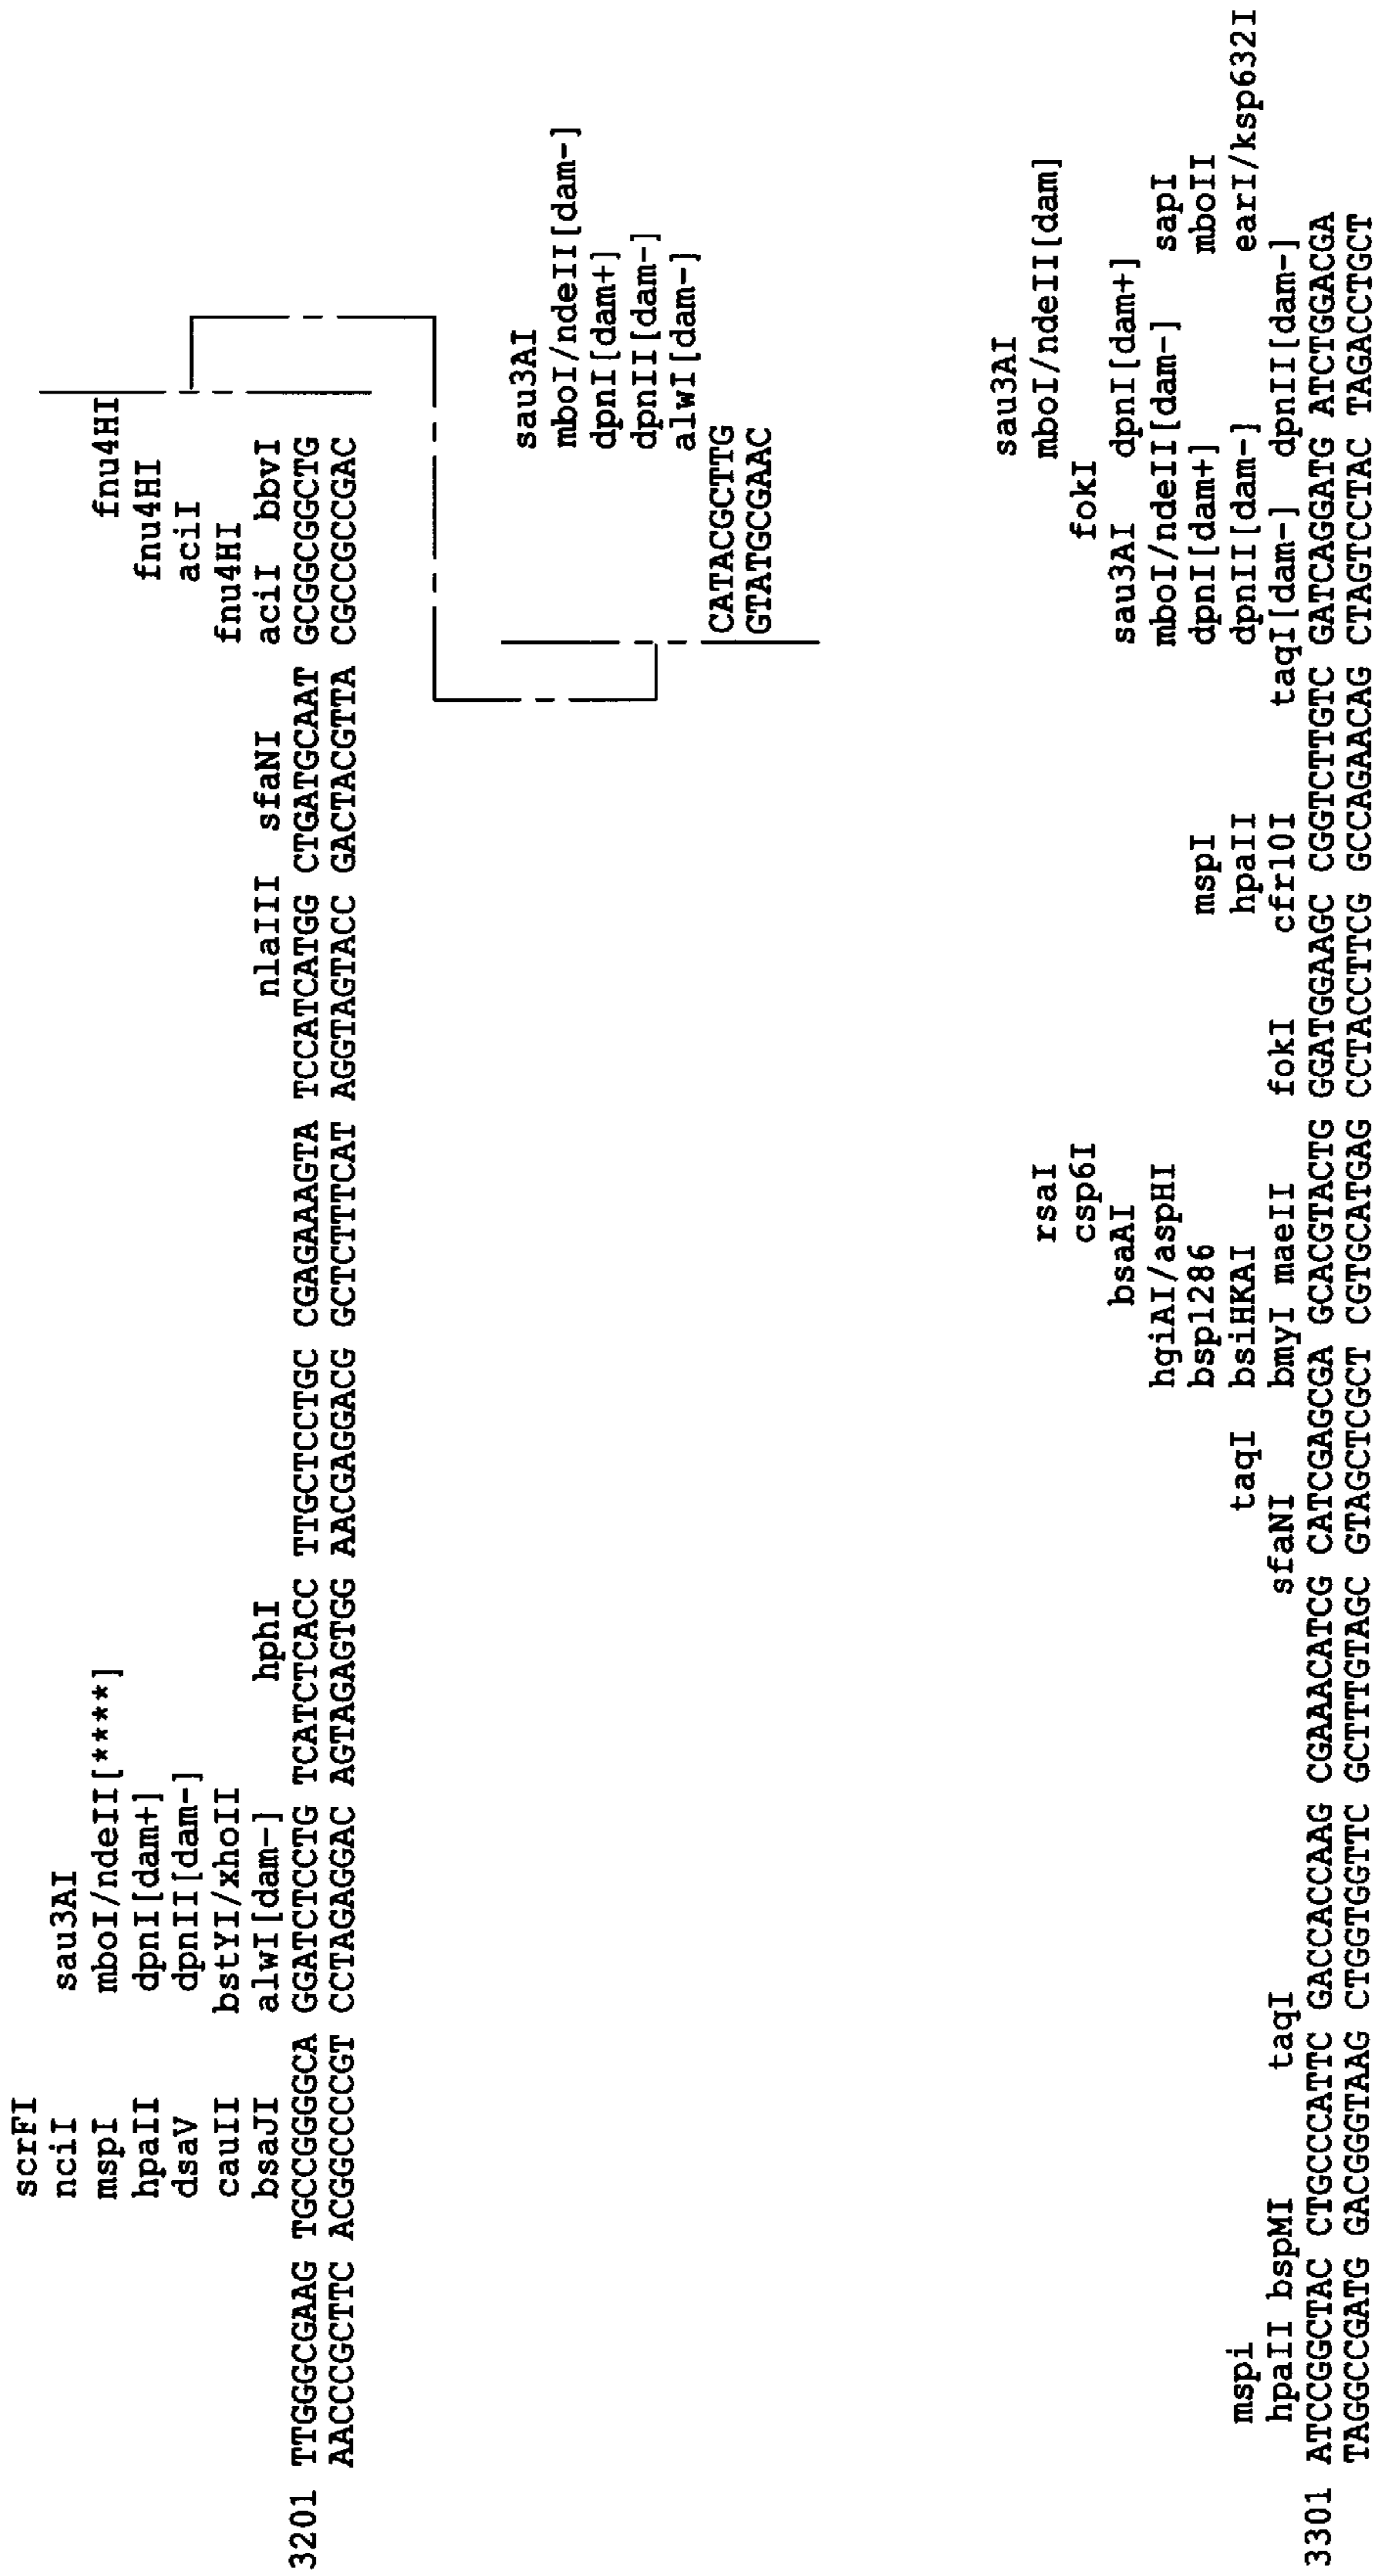 scrFI
nciI sau3AI
mspI mboI/ndeII[****] fnu4HI
hpaII dpnI[dam+] fnu4HI
dsaV dpnII[dam-] aciI
cauII bstYI/xhoII fnu4HI
bsaJI alwI[dam-] hphI nlaIII sfaNI aciI bbvI
3201 TTGGGCGAAG TGCCGGGGCA GGATCTCCTG TCATCTCACC TTGCTCCTGC CGAGAAAGTA TCCATCATGG CTGATGCAAT GCGGCGGCTG
AACCCGCTTC ACGGCCCCGT CCTAGAGGAC AGTAGAGTGG AACGAGGACG GCTCTTTCAT AGGTAGTACC GACTACGTTA CGCCGCCGAC
sau3AI
mboI/ndeII[dam-]
dpnI[dam+]
dpnII[dam-]
alwI[dam-]
CATACGCTTG
GTATGCGAAC
sau3AI
rsaI mboI/ndeII[dam]
csp6I fokI
bsaAI sau3AI dpnI[dam+]
hgiAI/aspHI mboI/ndeII[dam-] sapI
bsp1286 mspI dpnI[dam+] mboII
mspi taqI bsiHKAI hpaII dpnII[dam-] earI/ksp632I
hpaII bspMI taqI sfaNI bmyI maeII fokI cfr10I taqI[dam-] dpnII[dam-]
3301 ATCCGGCTAC CTGCCCATTC GACCACCAAG CGAAACATCG CATCGAGCGA GCACGTACTG GGATGGAAGC CGGTCTTGTC GATCAGGATG ATCTGGACGA
TAGGCCGATG GACGGGTAAG CTGGTGGTTC GCTTTGTAGC GTAGCTCGCT CGTGCATGAG CCTACCTTCG GCCAGAACAG CTAGTCCTAC TAGACCTGCT